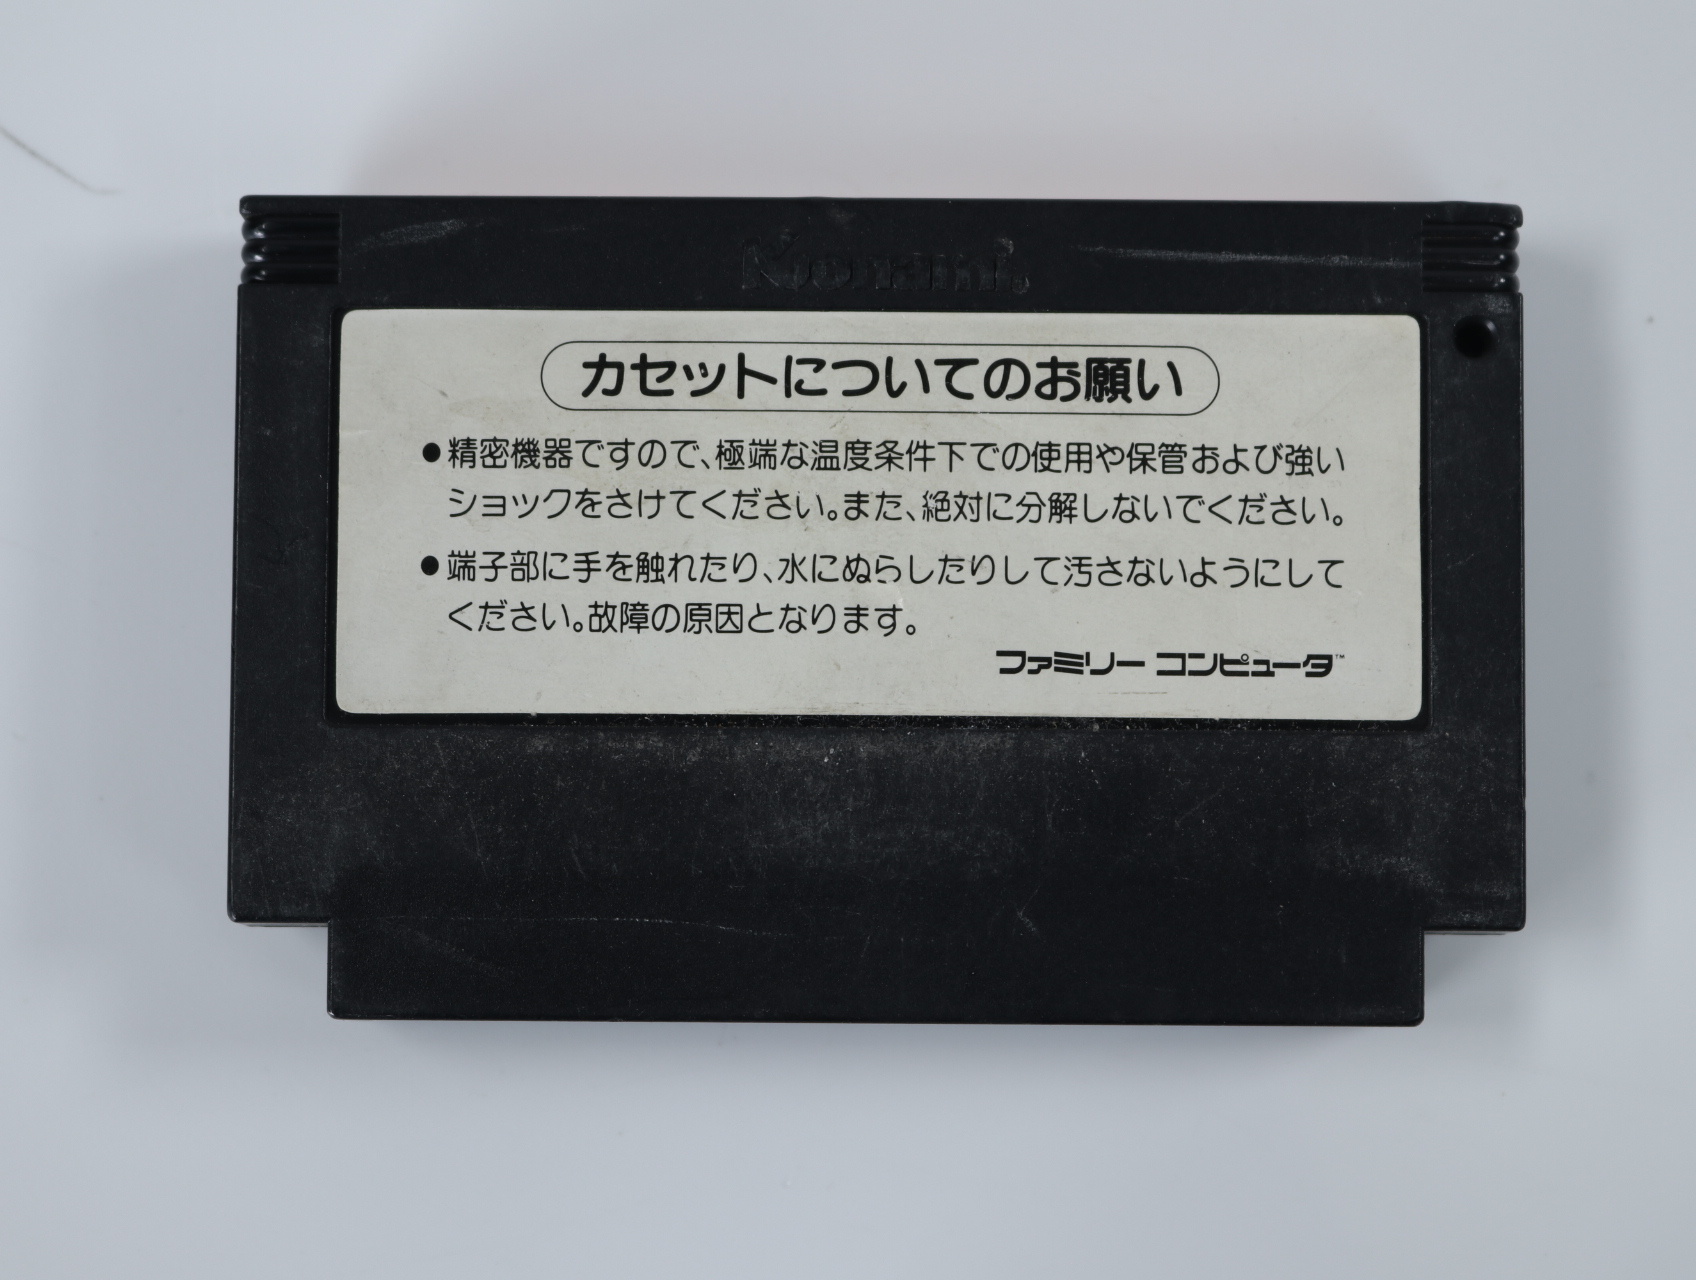 Konami
カセットについてのお願い
●精密機器ですので、極端な温度条件下での使用や保管および強い
ショックをさけてください。また、絶対に分解しないでください。
●端子部に手を触れたり、水にぬらしたりして汚さないようにして
ください。故障の原因となります。
ファミリー コンピュータ™